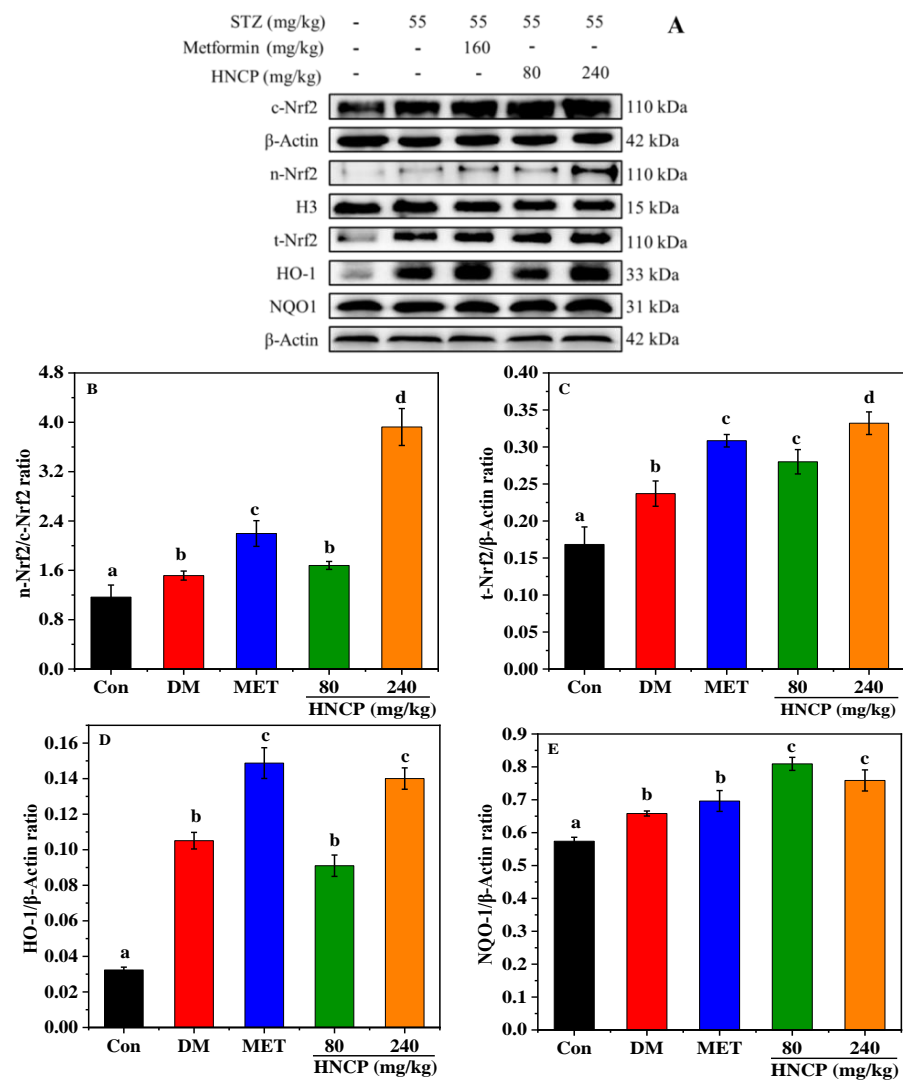 STZ (mg/kg) - 55 55 55 55 A
Metformin (mg/kg) - - 160 - -
HNCP (mg/kg) - - - 80 240
c-Nrf2 110 kDa
β-Actin 42 kDa
n-Nrf2 110 kDa
H3 15 kDa
t-Nrf2 110 kDa
HO-1 33 kDa
NQO1 31 kDa
β-Actin 42 kDa
B
n-Nrf2/c-Nrf2 ratio
4.8
4.0
3.2
2.4
1.6
0.8
0.0
a b c b d
Con DM MET 80 240
HNCP (mg/kg)
C
t-Nrf2/β-Actin ratio
0.40
0.35
0.30
0.25
0.20
0.15
0.10
0.05
0.00
a b c c d
Con DM MET 80 240
HNCP (mg/kg)
D
HO-1/β-Actin ratio
0.16
0.14
0.12
0.10
0.08
0.06
0.04
0.02
0.00
a b c b c
Con DM MET 80 240
HNCP (mg/kg)
E
NQO-1/β-Actin ratio
0.9
0.8
0.7
0.6
0.5
0.4
0.3
0.2
0.1
0.0
a b b c c
Con DM MET 80 240
HNCP (mg/kg)